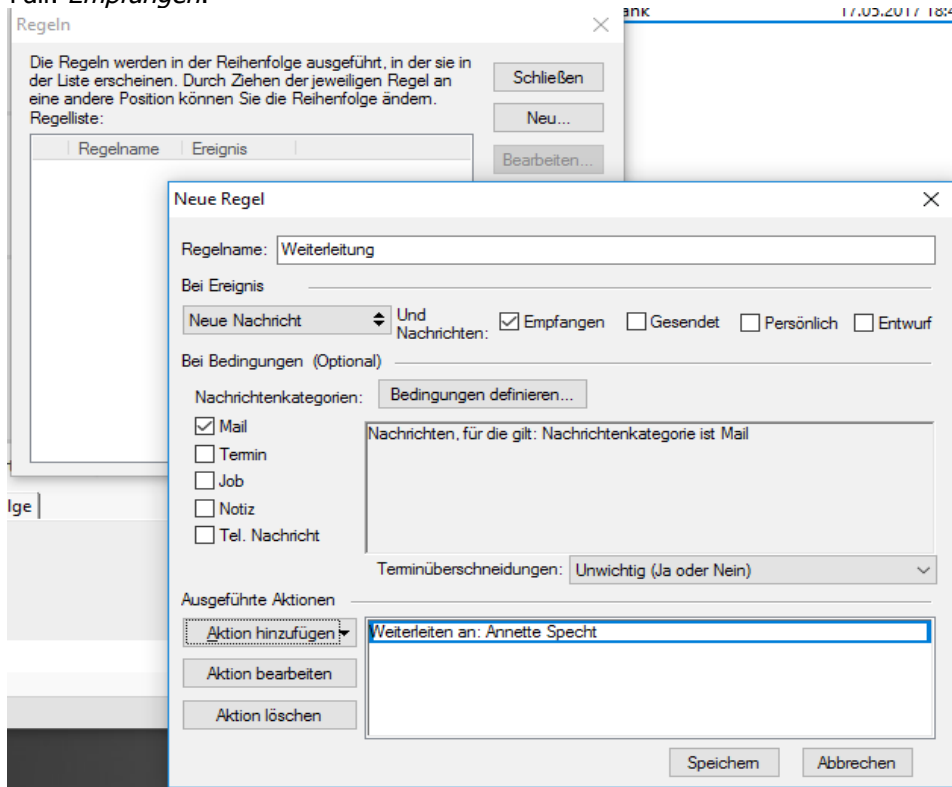 Empfangen.
ank 17.05.2017 18:4
Regeln
Die Regeln werden in der Reihenfolge ausgeführt, in der sie in
der Liste erscheinen. Durch Ziehen der jeweiligen Regel an
eine andere Position können Sie die Reihenfolge ändern.
Regelliste:
Schließen
Neu...
Bearbeiten...
Regelname Ereignis
lge
Neue Regel
Regelname: Weiterleitung
Bei Ereignis
Neue Nachricht
Und
Nachrichten:
Empfangen Gesendet Persönlich Entwurf
Bei Bedingungen (Optional)
Nachrichtenkategorien: Bedingungen definieren...
Mail
Termin
Job
Notiz
Tel. Nachricht
Nachrichten, für die gilt: Nachrichtenkategorie ist Mail
Terminüberschneidungen: Unwichtig (Ja oder Nein)
Ausgeführte Aktionen
Aktion hinzufügen
Weiterleiten an: Annette Specht
Aktion bearbeiten
Aktion löschen
Speichern Abbrechen